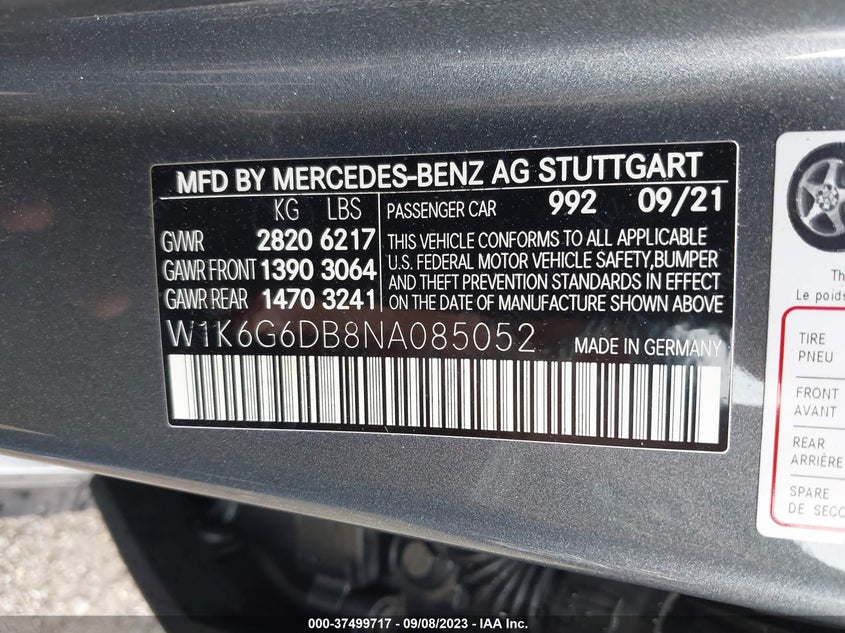 MFD BY MERCEDES-BENZ AG STUTTGART
KG LBS
GVWR 2820 6217
GAWR FRONT 1390 3064
GAWR REAR 1470 3241
PASSENGER CAR 992 09/21
THIS VEHICLE CONFORMS TO ALL APPLICABLE
U.S. FEDERAL MOTOR VEHICLE SAFETY,BUMPER
AND THEFT PREVENTION STANDARDS IN EFFECT
ON THE DATE OF MANUFACTURE SHOWN ABOVE
W1K6G6DB8NA085052
MADE IN GERMANY
Le poids
TIRE
PNEU
FRONT
AVANT
REAR
ARRIÈRE
SPARE
DE
000-37499717 - 09/08/2023 - IAA Inc.